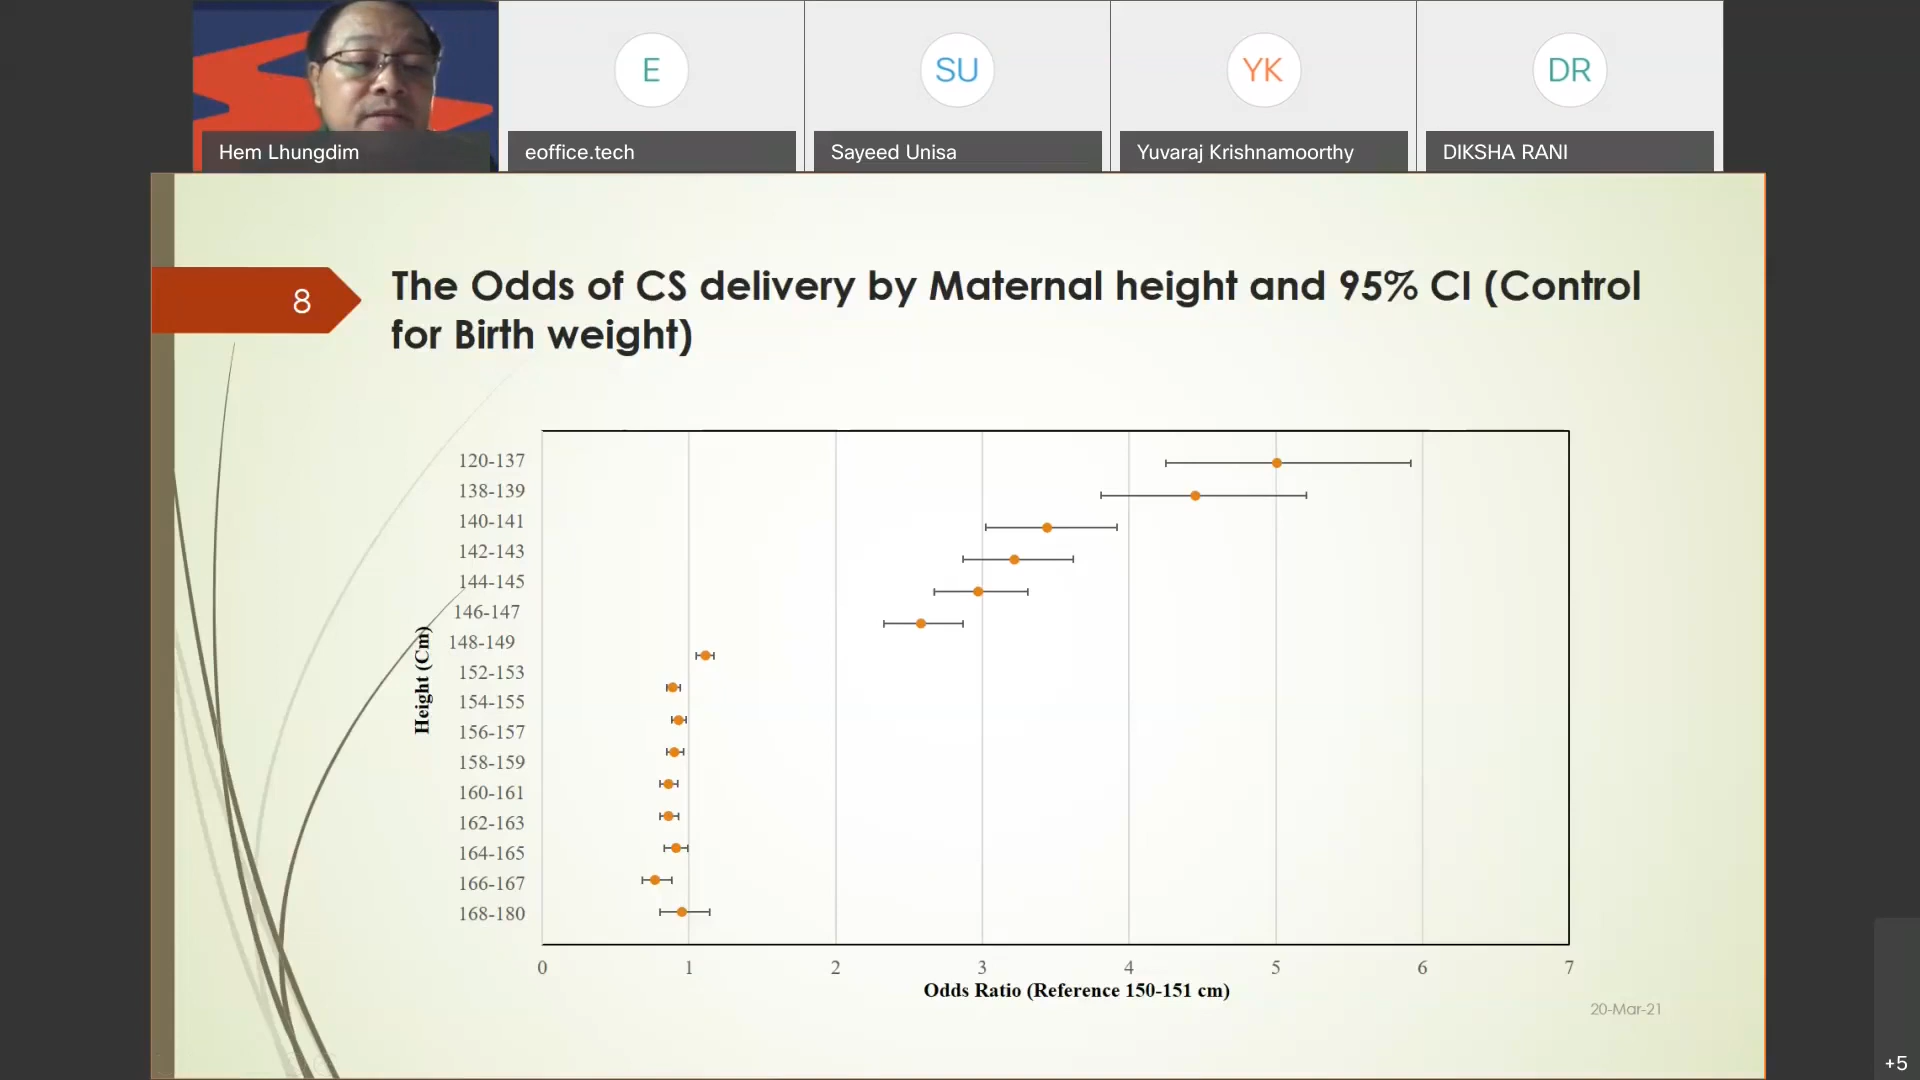 E
SU
YK
DR
Hem Lhungdim
eoffice.tech
Sayeed Unisa
Yuvaraj Krishnamoorthy
DIKSHA RANI
8
The Odds of CS delivery by Maternal height and 95% CI (Control
for Birth weight)
Height (Cm)
120-137
138-139
140-141
142-143
144-145
146-147
148-149
152-153
154-155
156-157
158-159
160-161
162-163
164-165
166-167
168-180
0 1 2 3 4 5 6 7
Odds Ratio (Reference 150-151 cm)
20-Mar-21
+5